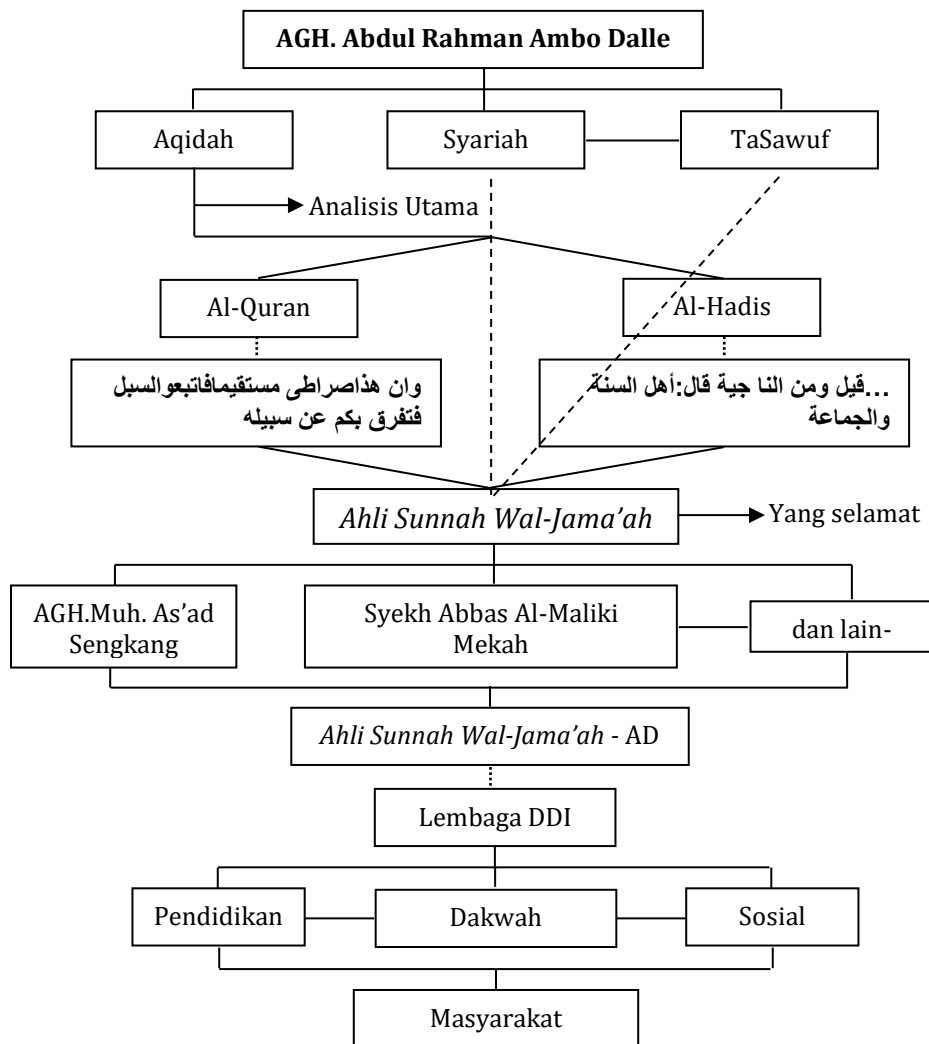 AGH. Abdul Rahman Ambo Dalle
Aqidah
Syariah
TaSawuf
Analisis Utama
Al-Quran
Al-Hadis
وان هذاصراطى مستقيمافاتبعوالسبل
فتفرق بكم عن سبيله
...قيل ومن النا جية قال:أهل السنة
والجماعة
Ahli Sunnah Wal-Jama'ah
Yang selamat
AGH.Muh. As’ad
Sengkang
Syekh Abbas Al-Maliki
Mekah
dan lain-
Ahli Sunnah Wal-Jama’ah - AD
Lembaga DDI
Pendidikan
Dakwah
Sosial
Masyarakat